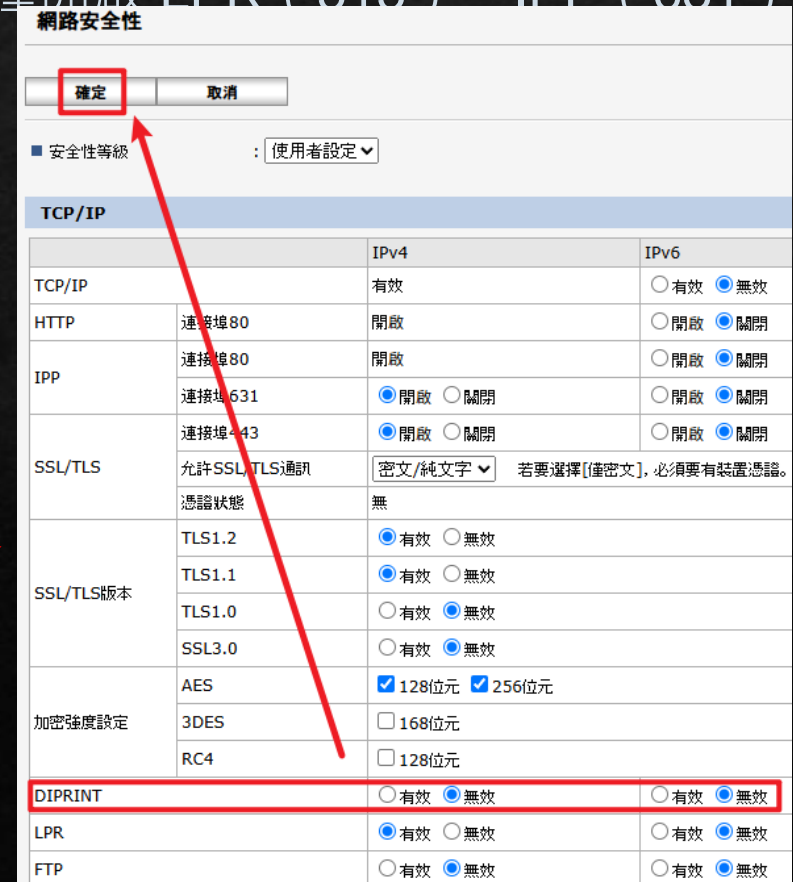 網路安全性
確定 取消
安全性等級 : 使用者設定
TCP/IP
IPv4 IPv6
TCP/IP 有效 有效 無效
HTTP 連接埠80 開啟 開啟 關閉
IPP 連接埠80 開啟 開啟 關閉
連接埠631 開啟 關閉 開啟 關閉
SSL/TLS 連接埠443 開啟 關閉 開啟 關閉
允許SSL/TLS通訊 密文/純文字 若要選擇[僅密文],必須要有裝置憑證。
憑證狀態 無
SSL/TLS版本 TLS1.2 有效 無效
TLS1.1 有效 無效
TLS1.0 有效 無效
SSL3.0 有效 無效
加密強度設定 AES 128位元 256位元
3DES 168位元
RC4 128位元
DIPRINT 有效 無效 有效 無效
LPR 有效 無效 有效 無效
FTP 有效 無效 有效 無效